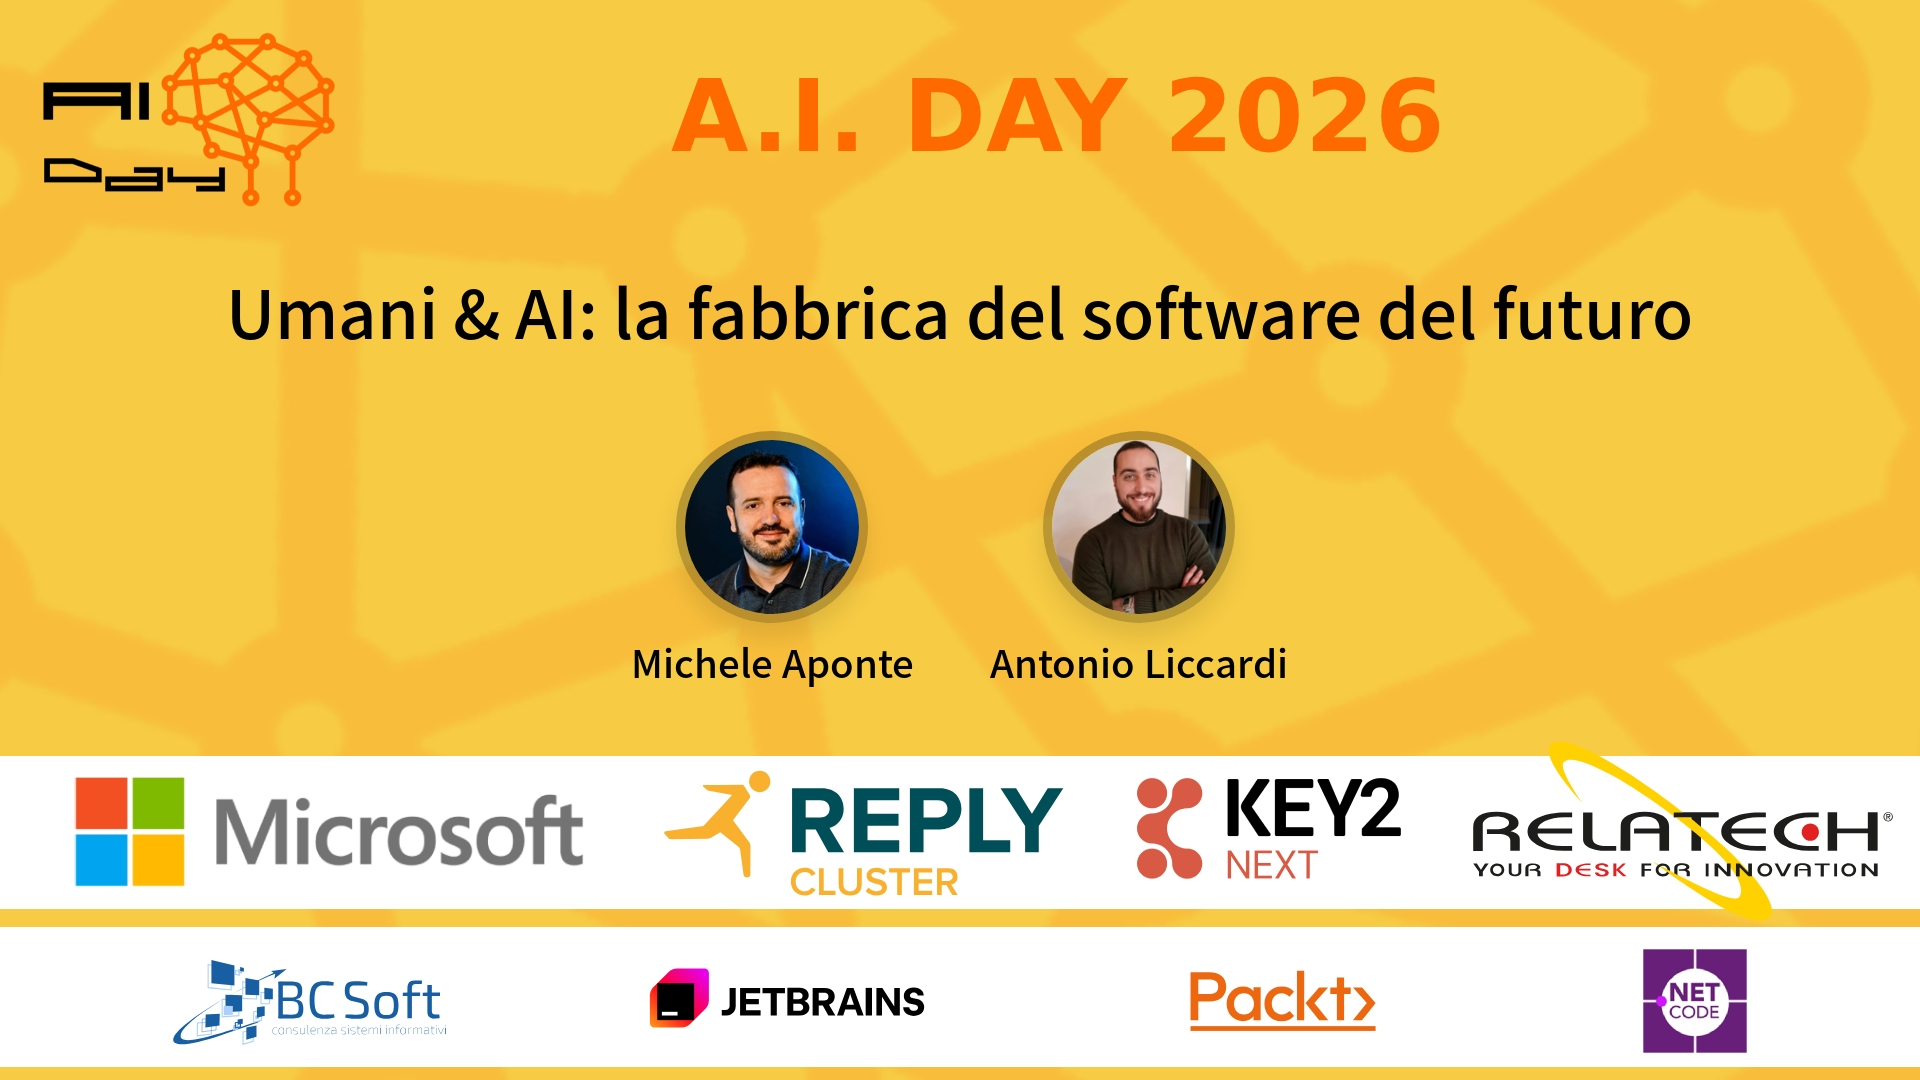 AI
Day
A.I. DAY 2026
Umani & AI: la fabbrica del software del futuro
Michele Aponte
Antonio Liccardi
Microsoft
REPLY
CLUSTER
KEY2
NEXT
RELATECH®
YOUR DESK FOR INNOVATION
BC Soft
consulenza sistemi informativi
JETBRAINS
Packt>
.NET
CODE